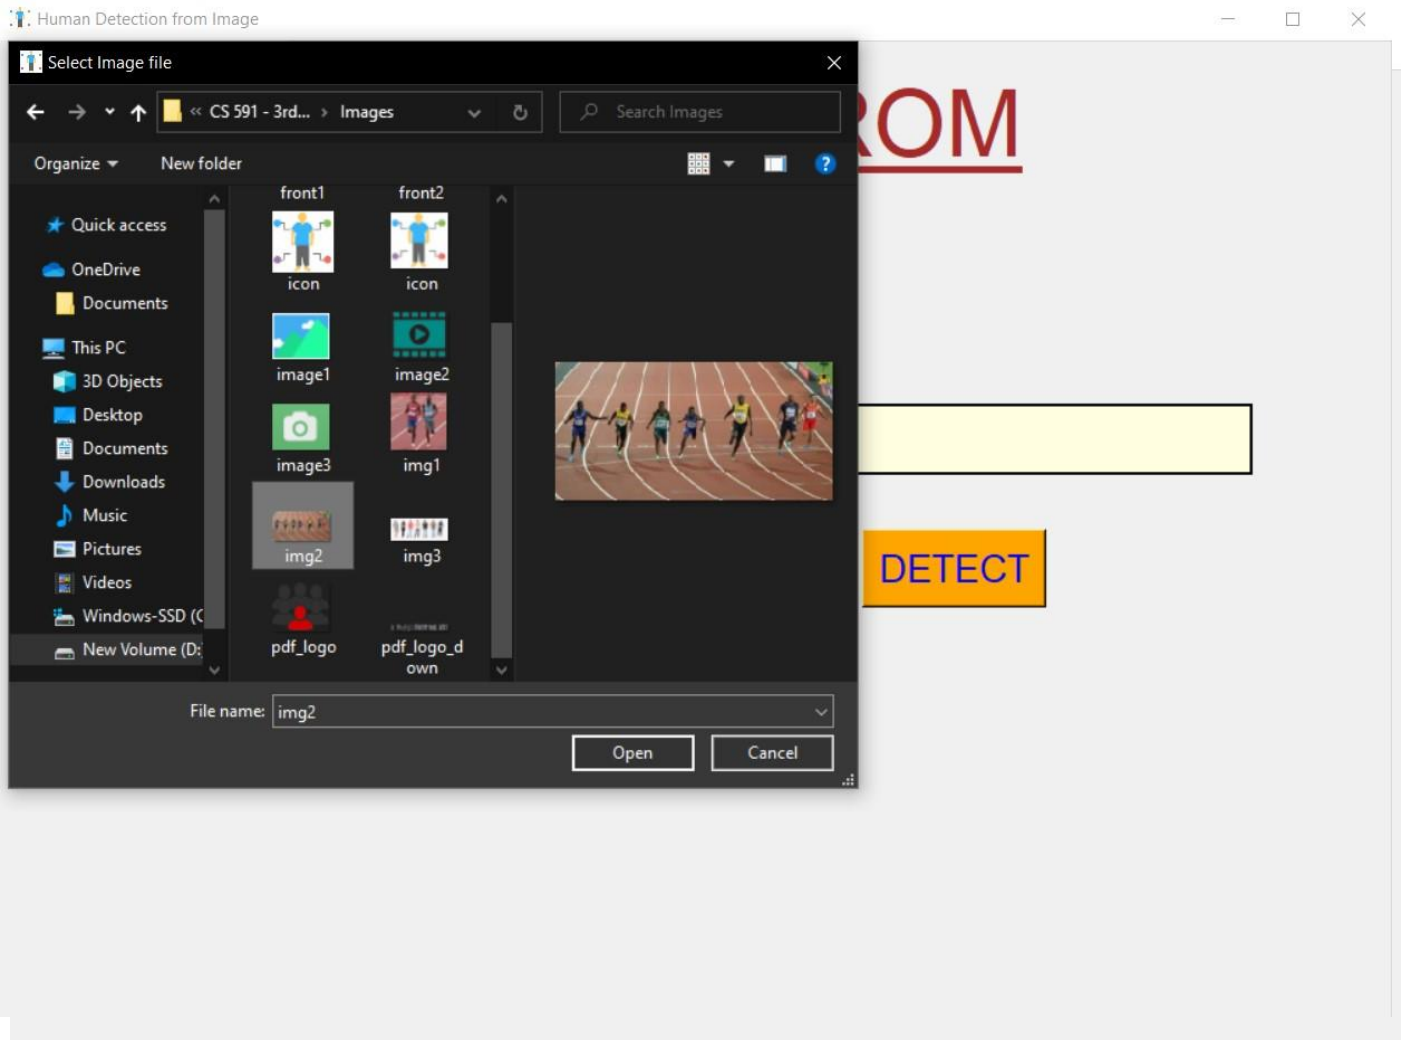 Human Detection from Image
Select Image file
« CS 591 - 3rd... › Images
Search Images
ROM
Organize
New folder
?
front1
front2
Quick access
OneDrive
Documents
This PC
3D Objects
Desktop
Documents
Downloads
Music
Pictures
Videos
Windows-SSD (C
New Volume (D:
icon
icon
image1
image2
image3
img1
img2
img3
pdf_logo
pdf_logo_d
own
DETECT
File name:
img2
Open
Cancel